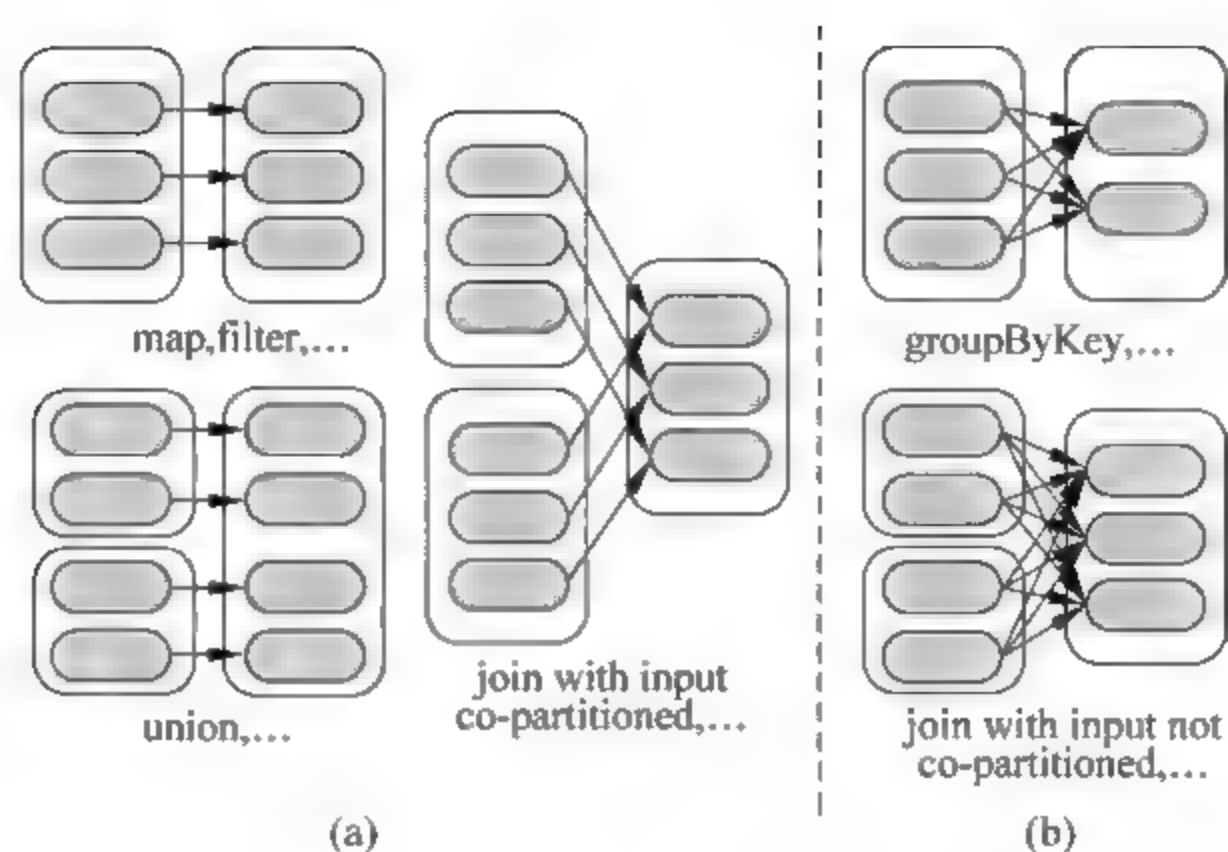 map,filter,…
union,…
join with input
co-partitioned,…
(a)
groupByKey,…
join with input not
co-partitioned,…
(b)